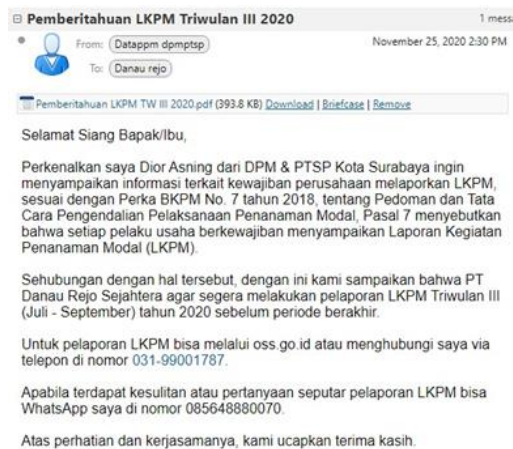 Pemberitahuan LKPM Triwulan III 2020
1 mess
From: Datappm dpmptsp
November 25, 2020 2:30 PM
To: Danau rejo
Pemberitahuan LKPM TW III 2020.pdf (393.8 KB) Download | Briefcase | Remove
Selamat Siang Bapak/Ibu,
Perkenalkan saya Dior Asning dari DPM & PTSP Kota Surabaya ingin
menyampaikan informasi terkait kewajiban perusahaan melaporkan LKPM,
sesuai dengan Perka BKPM No. 7 tahun 2018, tentang Pedoman dan Tata
Cara Pengendalian Pelaksanaan Penanaman Modal, Pasal 7 menyebutkan
bahwa setiap pelaku usaha berkewajiban menyampaikan Laporan Kegiatan
Penanaman Modal (LKPM).
Sehubungan dengan hal tersebut, dengan ini kami sampaikan bahwa PT
Danau Rejo Sejahtera agar segera melakukan pelaporan LKPM Triwulan III
(Juli - September) tahun 2020 sebelum periode berakhir.
Untuk pelaporan LKPM bisa melalui oss.go.id atau menghubungi saya via
telepon di nomor 031-99001787.
Apabila terdapat kesulitan atau pertanyaan seputar pelaporan LKPM bisa
WhatsApp saya di nomor 085648880070.
Atas perhatian dan kerjasamanya, kami ucapkan terima kasih.